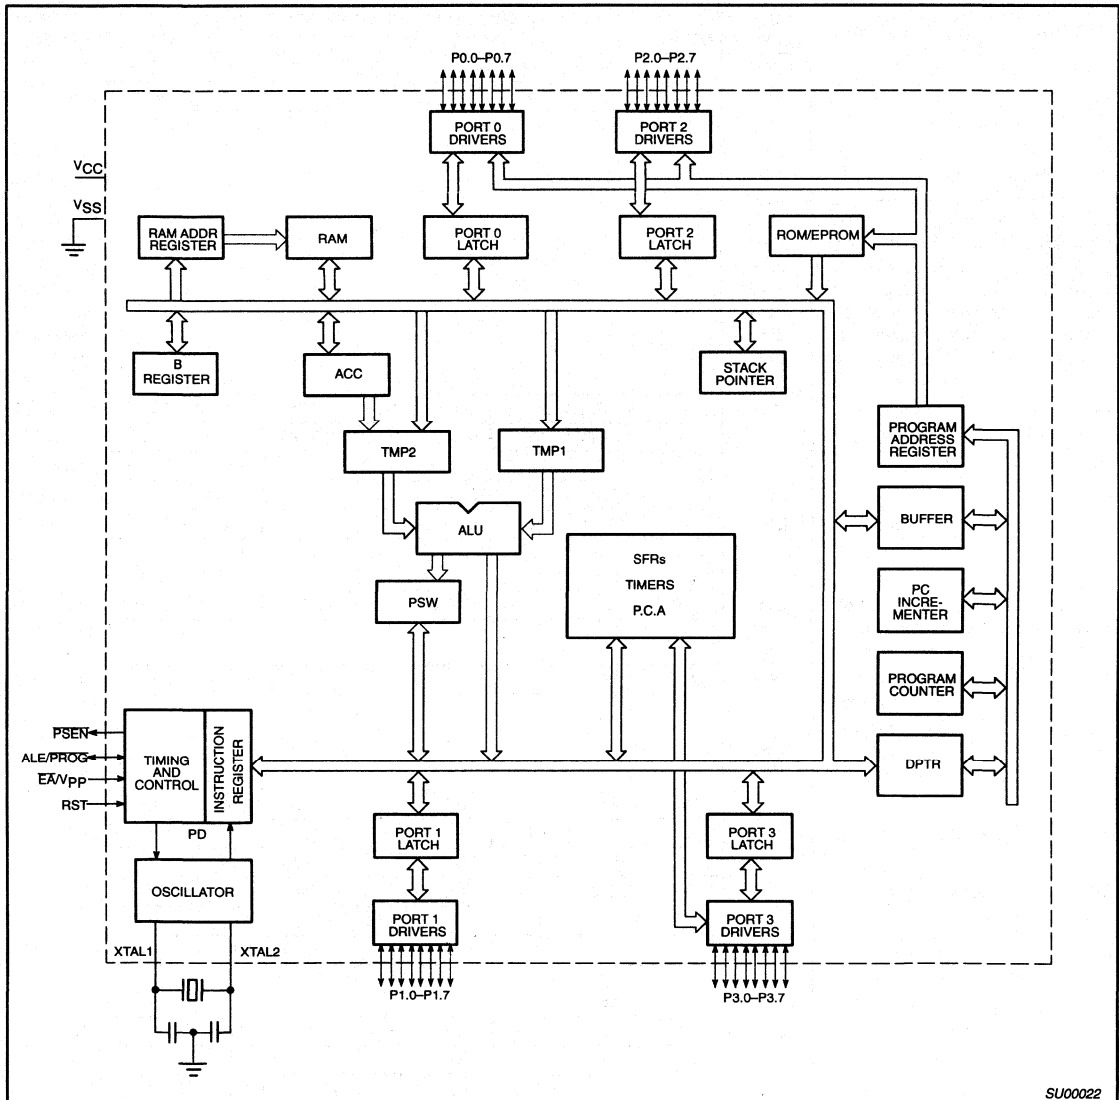 P0.0–P0.7
P2.0–P2.7
PORT 0
DRIVERS
PORT 2
DRIVERS
VCC
VSS
RAM ADDR
REGISTER
RAM
PORT 0
LATCH
PORT 2
LATCH
ROM/EPROM
B
REGISTER
ACC
STACK
POINTER
PROGRAM
ADDRESS
REGISTER
TMP2
TMP1
BUFFER
ALU
SFRs
TIMERS
P.C.A
PSW
PC
INCRE-
MENTER
PROGRAM
COUNTER
PSEN
ALE/PROG
EA/VPP
RST
TIMING
AND
CONTROL
INSTRUCTION
REGISTER
DPTR
PD
PORT 1
LATCH
PORT 3
LATCH
OSCILLATOR
PORT 1
DRIVERS
PORT 3
DRIVERS
XTAL1
XTAL2
P1.0–P1.7
P3.0–P3.7
SU00022